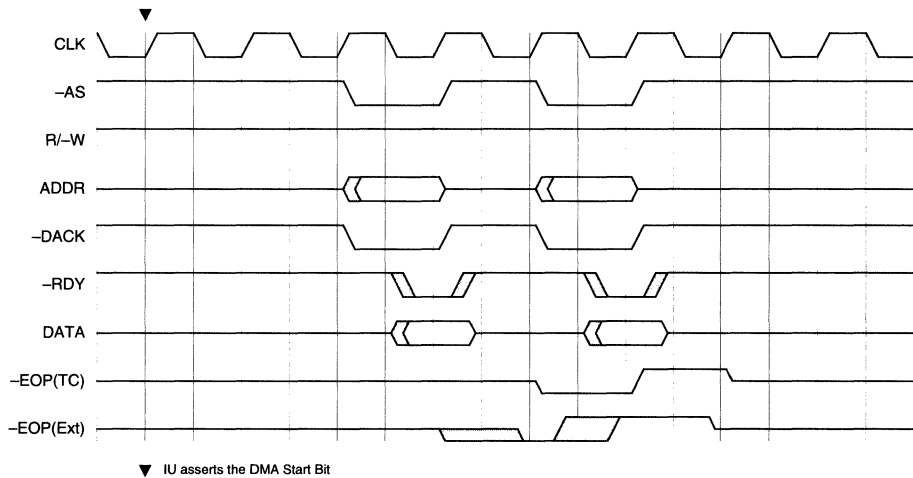 CLK
–AS
R/–W
ADDR
–DACK
–RDY
DATA
–EOP(TC)
–EOP(Ext)
▼ IU asserts the DMA Start Bit